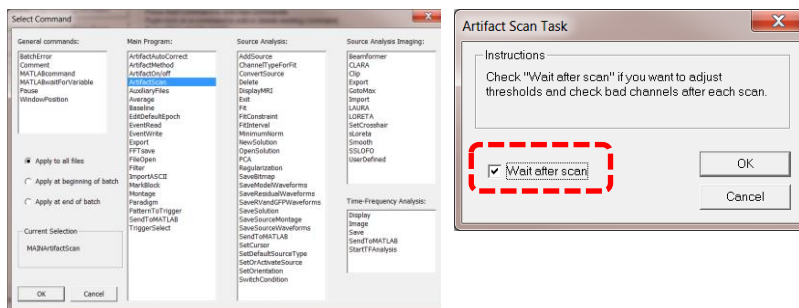 Select Command
General commands:
BatchError
Comment
MATLABcommand
MATLABwaitForVariable
Pause
WindowPosition
Apply to all files
Apply at beginning of batch
Apply at end of batch
Current Selection
MAINArtifactScan
OK
Cancel
Main Program:
ArtifactAutoCorrect
ArtifactMethod
ArtifactOn/off
ArtifactScan
AuxiliaryFiles
Average
Baseline
EditDefaultEpoch
EventRead
EventWrite
Export
FFTsave
FileOpen
Filter
ImportASCII
MarkBlock
Montage
Paradigm
PatternToTrigger
SendToMATLAB
TriggerSelect
Source Analysis:
AddSource
ChannelTypeForFit
ConvertSource
Delete
DisplayMRI
Exit
Fit
FitConstraint
FitInterval
MinimumNorm
NewSolution
OpenSolution
PCA
Regularization
SaveBitmap
SaveModelWaveforms
SaveResidualWaveforms
SaveRVandGFPWaveforms
SaveSolution
SaveSourceMontage
SaveSourceWaveforms
SendToMATLAB
SetCursor
SetDefaultSourceType
SetOrActivateSource
SetOrientation
SwitchCondition
Source Analysis Imaging:
Beamformer
CLARA
Clip
Export
GotoMax
Import
LAURA
LORETA
SetCrosshair
sLoreta
Smooth
SSLOFO
UserDefined
Time-Frequency Analysis:
Display
Image
Save
SendToMATLAB
StartTFAnalysis
Artifact Scan Task
Instructions
Check "Wait after scan" if you want to adjust
thresholds and check bad channels after each scan.
Wait after scan
OK
Cancel